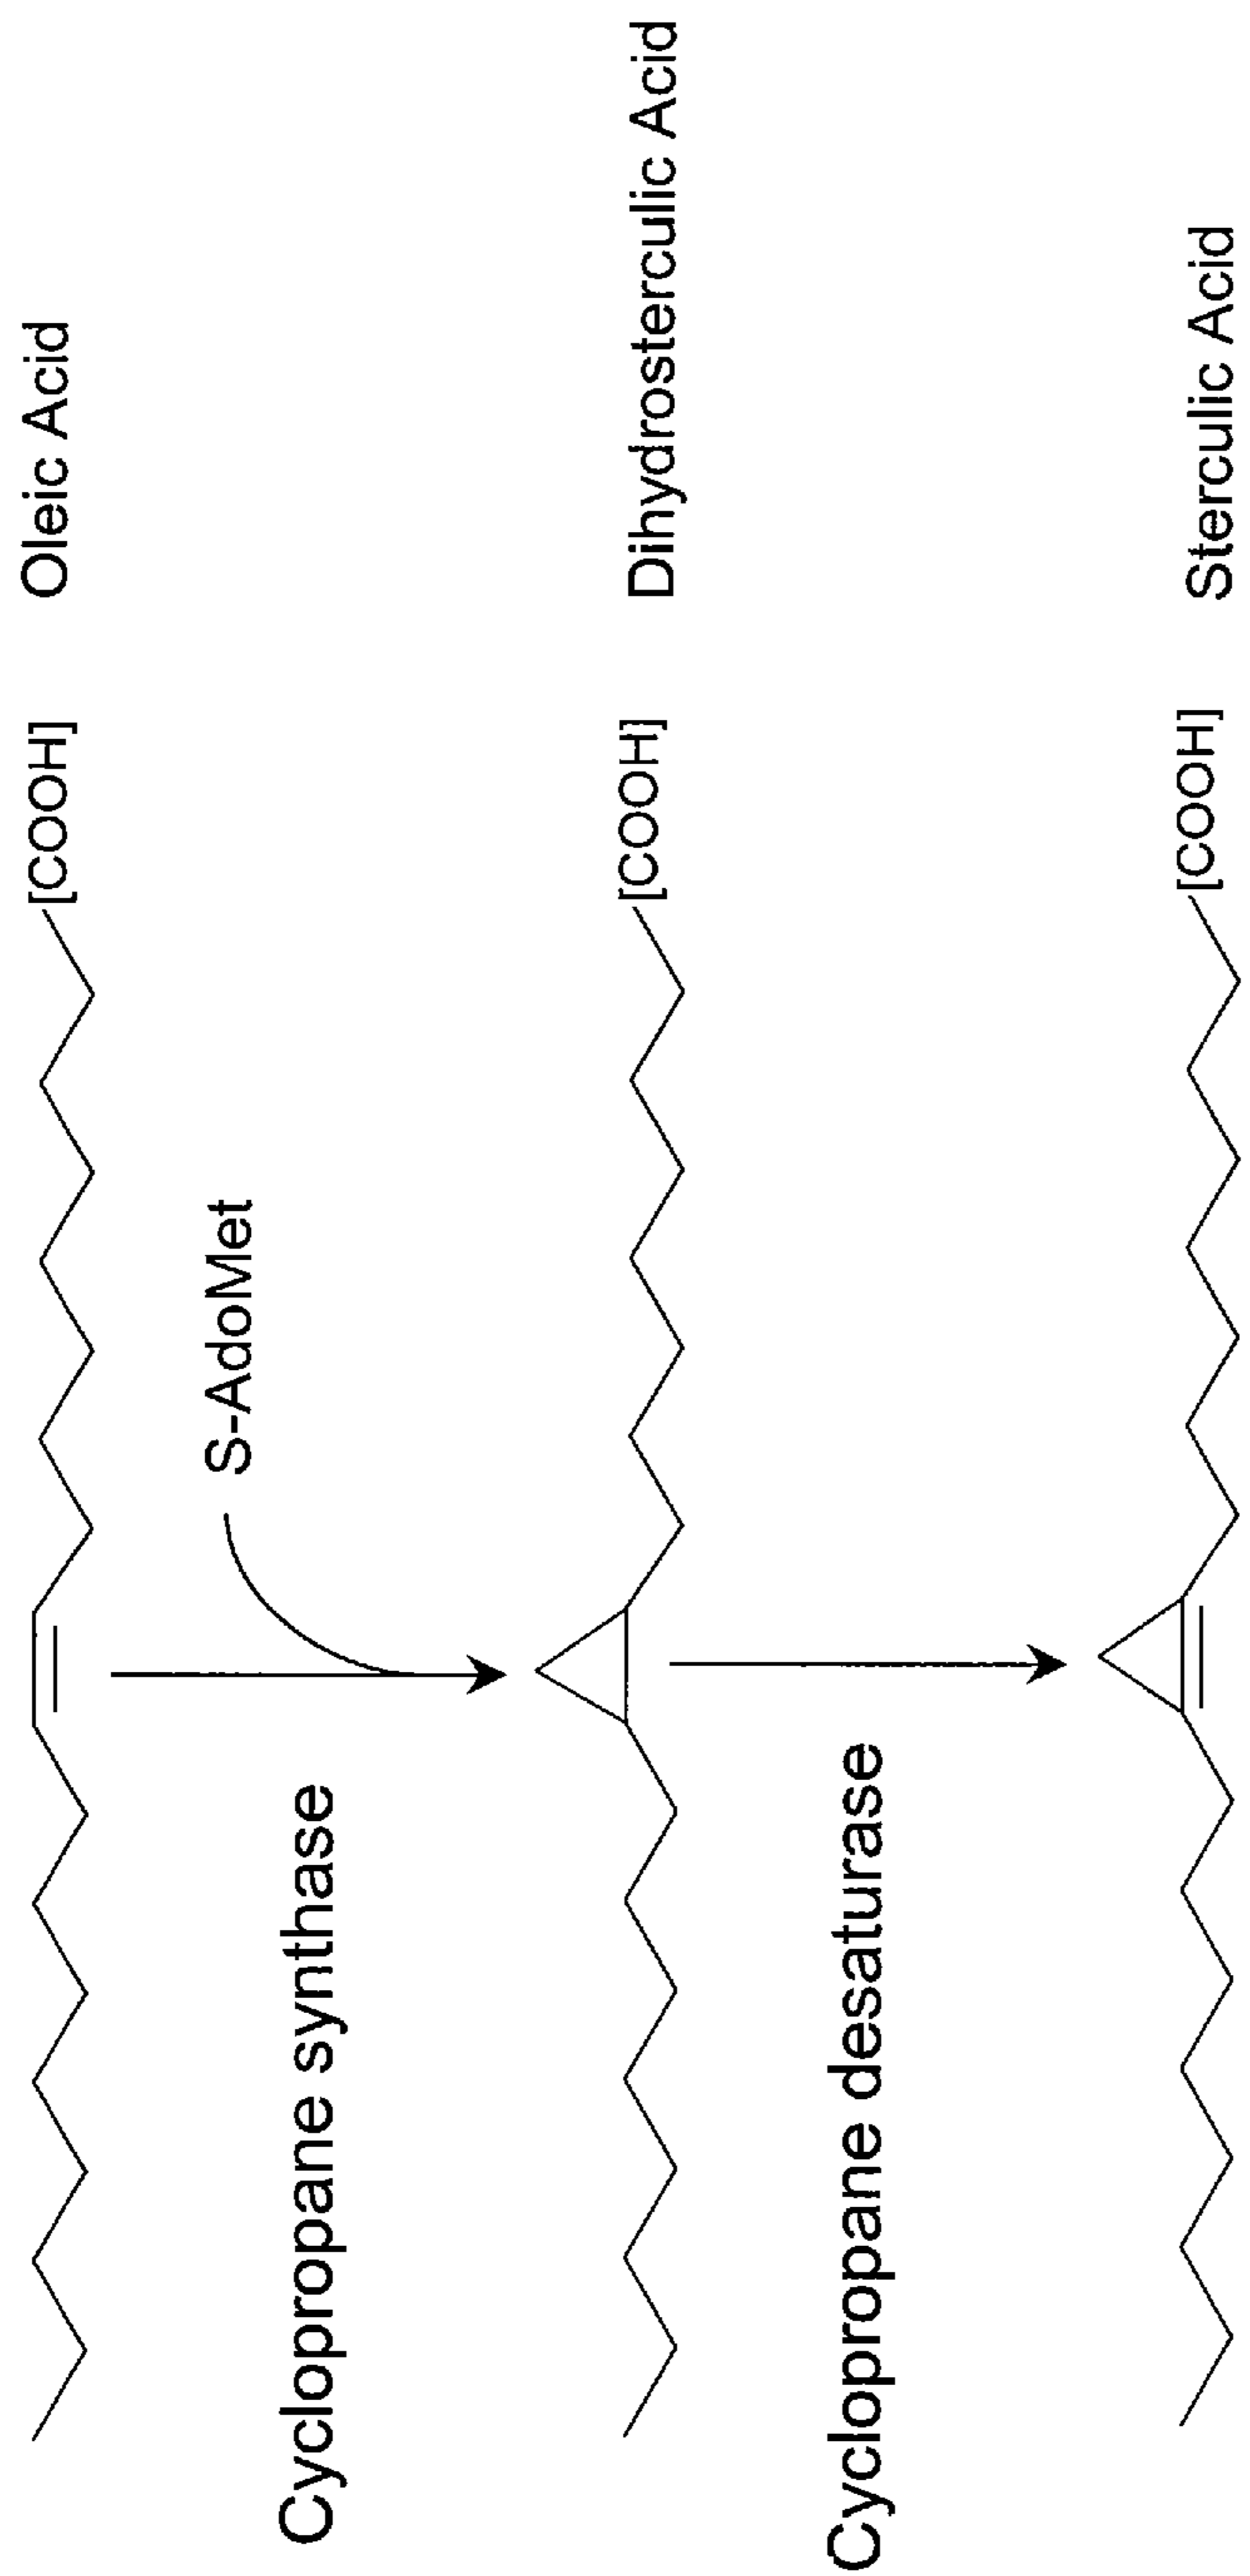 [COOH] Oleic Acid
S-AdoMet
Cyclopropane synthase
[COOH] Dihydrosterculic Acid
Cyclopropane desaturase
[COOH] Sterculic Acid